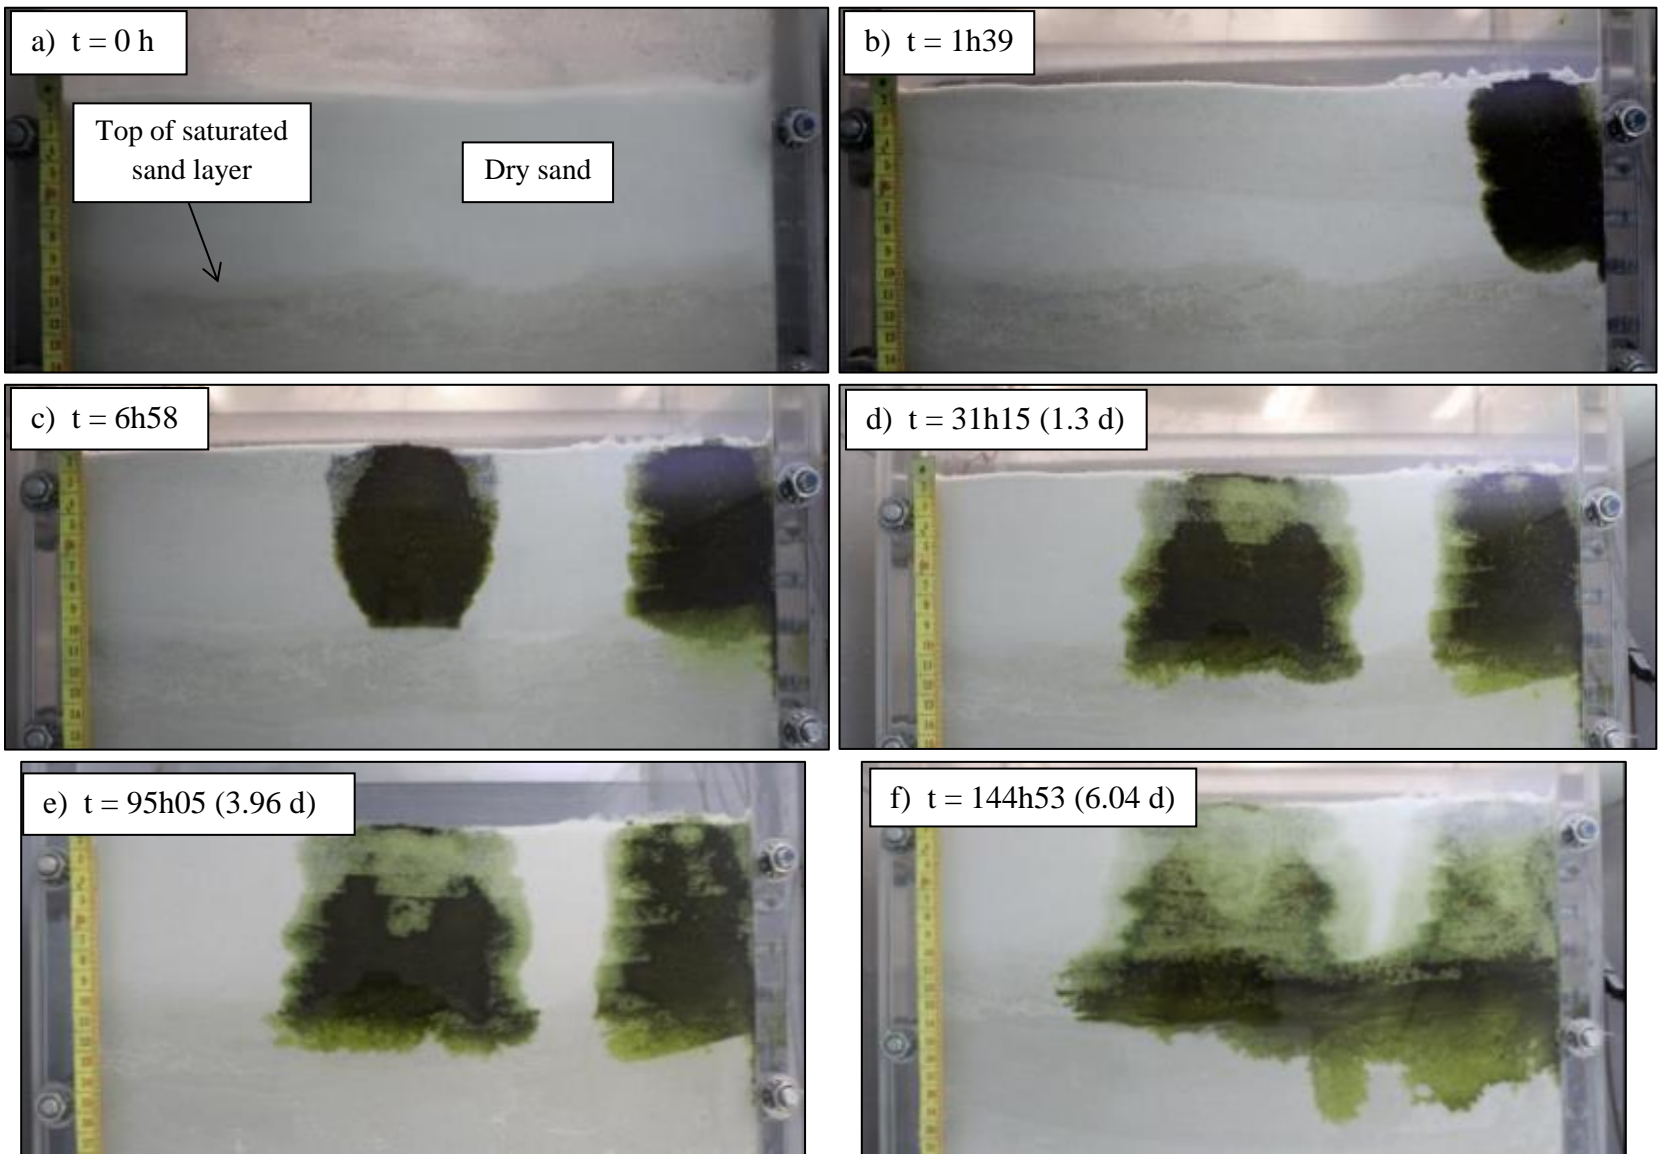 a) t = 0 h
Top of saturated
sand layer
Dry sand
b) t = 1h39
c) t = 6h58
d) t = 31h15 (1.3 d)
e) t = 95h05 (3.96 d)
f) t = 144h53 (6.04 d)